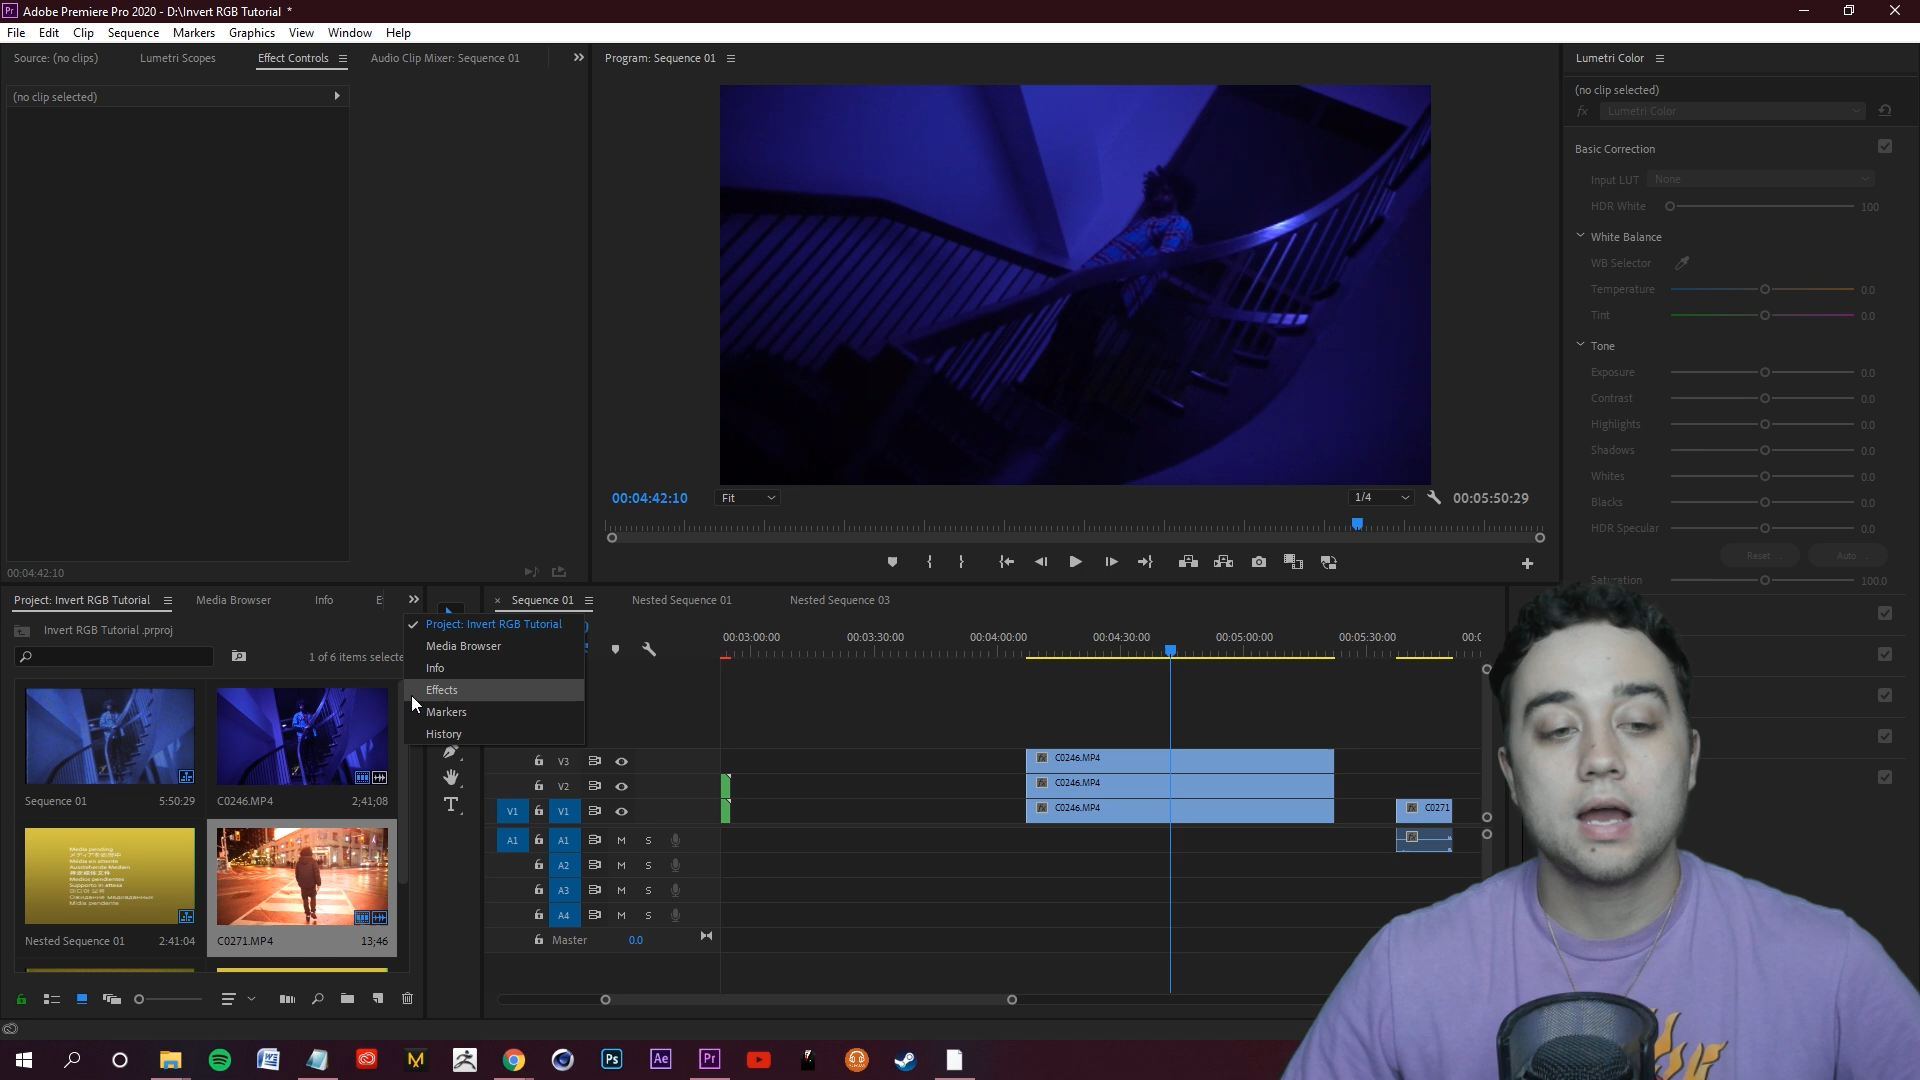 Adobe Premiere Pro 2020 - D:\Invert RGB Tutorial *
File Edit Clip Sequence Markers Graphics View Window Help
Source: (no clips) Lumetri Scopes Effect Controls Audio Clip Mixer: Sequence 01
(no clip selected)
00:04:42:10
Program: Sequence 01
00:04:42:10 Fit 1/4 00:05:50:29
Lumetri Color
(no clip selected)
fx Lumetri Color
Basic Correction
Input LUT None
HDR White 100
White Balance
WB Selector
Temperature 0.0
Tint 0.0
Tone
Exposure 0.0
Contrast 0.0
Highlights 0.0
Shadows 0.0
Whites 0.0
Blacks 0.0
HDR Specular 0.0
Reset Auto
Saturation 100.0
Project: Invert RGB Tutorial Media Browser Info
Invert RGB Tutorial .prproj
1 of 6 items selecte
Sequence 01 5:50:29
C0246.MP4 2;41;08
Nested Sequence 01 2:41:04
C0271.MP4 13;46
Project: Invert RGB Tutorial
Media Browser
Info
Effects
Markers
History
Sequence 01 Nested Sequence 01 Nested Sequence 03
00:03:00:00 00:03:30:00 00:04:00:00 00:04:30:00 00:05:00:00 00:05:30:00 00:0
V3 C0246.MP4
V2 C0246.MP4
V1 V1 C0246.MP4 C0271
A1 A1 M S
A2 M S
A3 M S
A4 M S
Master 0.0
Ps Ae Pr